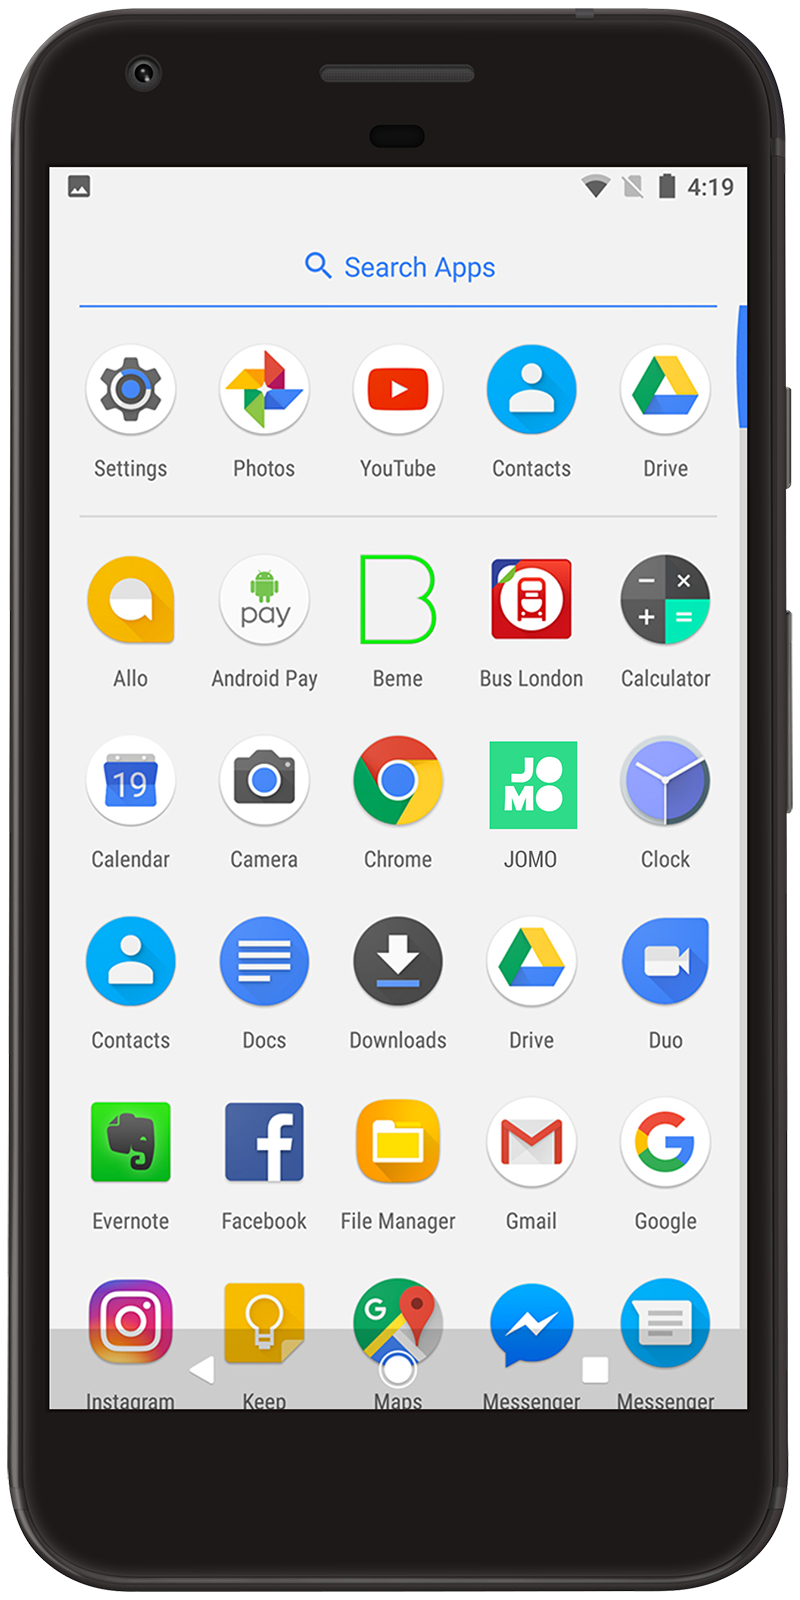 4:19
Search Apps
Settings Photos YouTube Contacts Drive
pay
Allo Android Pay Beme Bus London Calculator
19
JO
MO
Calendar Camera Chrome JOMO Clock
Contacts Docs Downloads Drive Duo
Evernote Facebook File Manager Gmail Google
G
Instagram Keep Maps Messenger Messenger